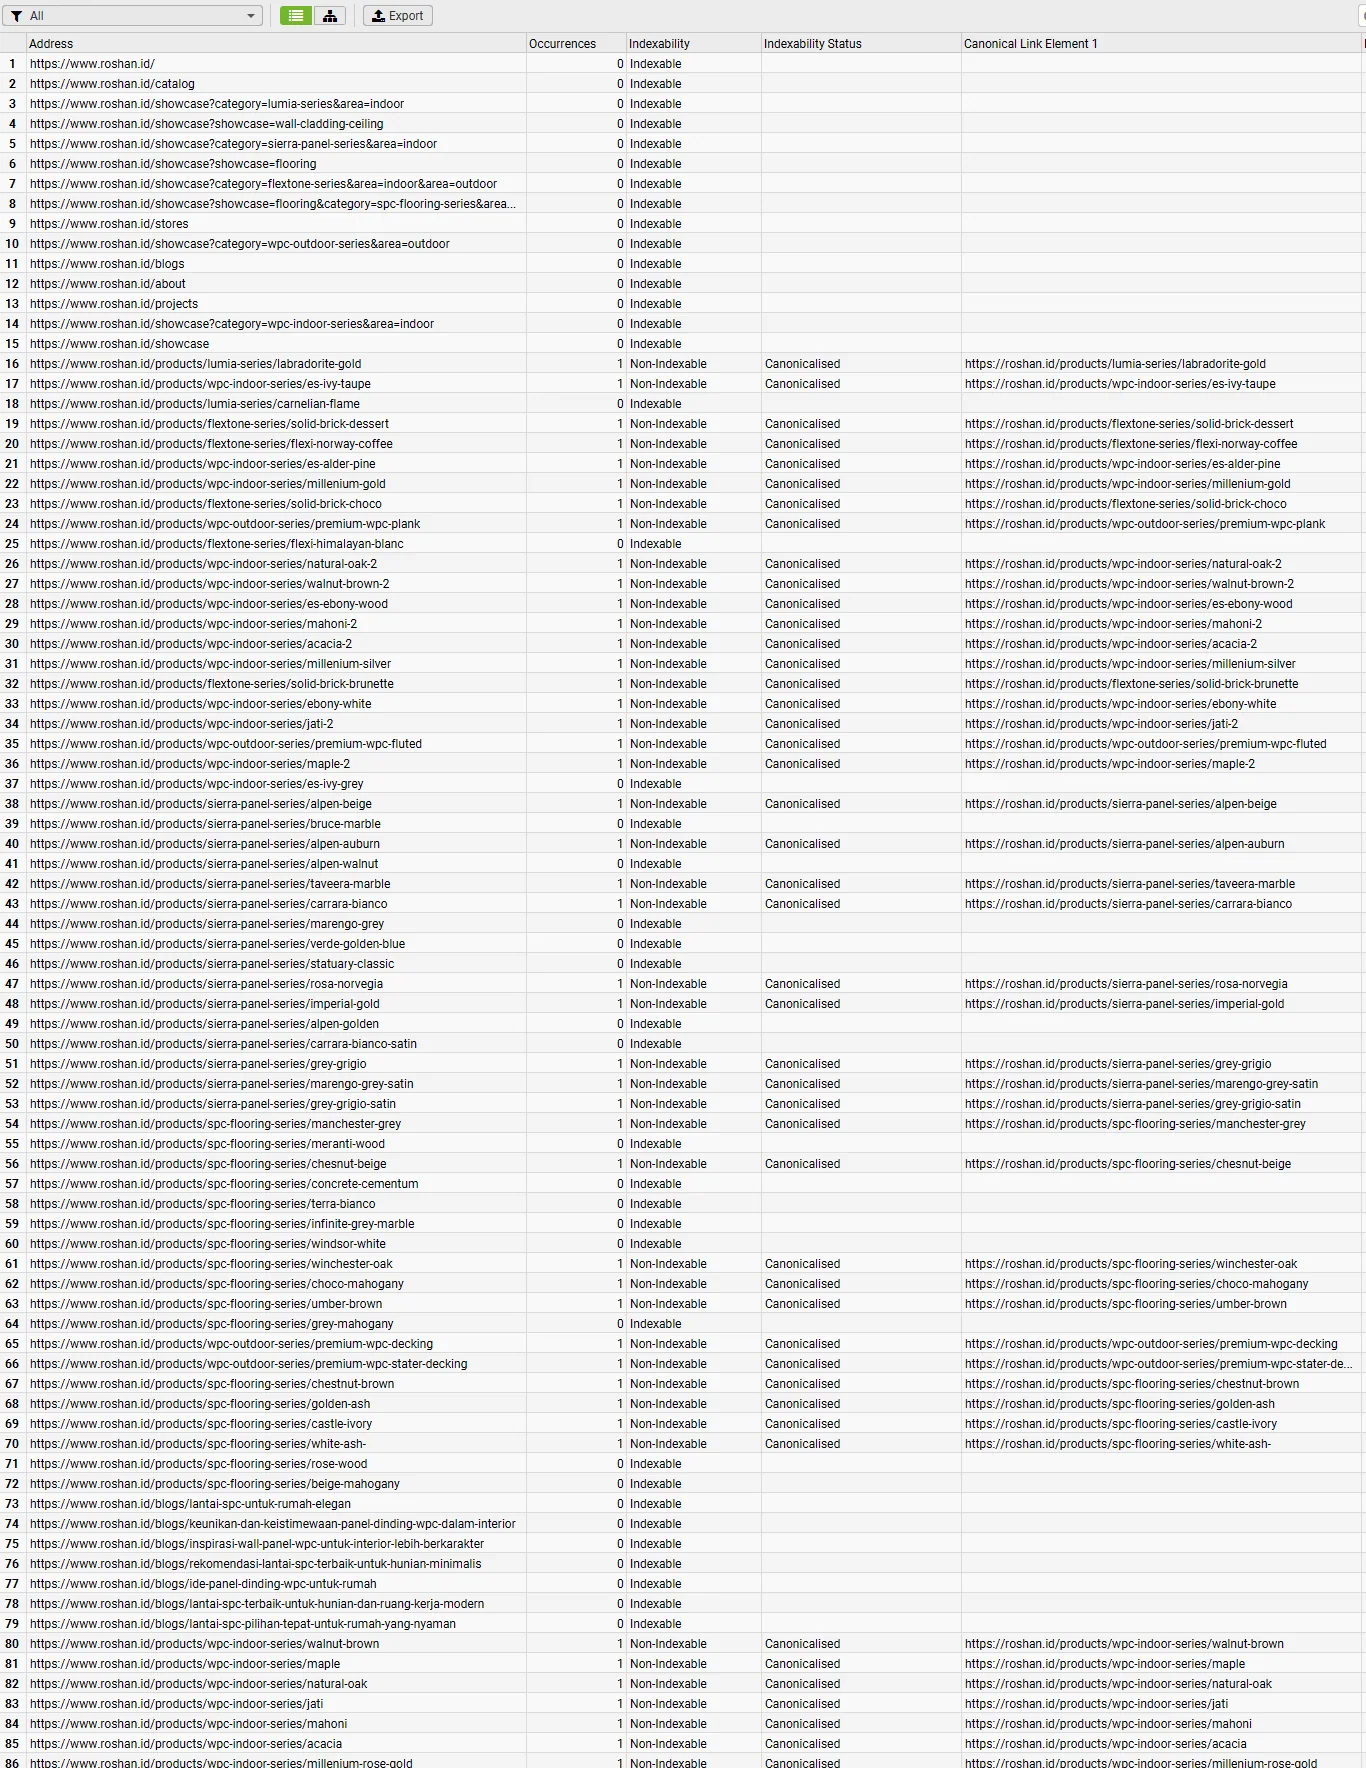 All Export
Address Occurrences Indexability Indexability Status Canonical Link Element 1
1 https://www.roshan.id/ 0 Indexable
2 https://www.roshan.id/catalog 0 Indexable
3 https://www.roshan.id/showcase?category=lumia-series&area=indoor 0 Indexable
4 https://www.roshan.id/showcase?showcase=wall-cladding-ceiling 0 Indexable
5 https://www.roshan.id/showcase?category=sierra-panel-series&area=indoor 0 Indexable
6 https://www.roshan.id/showcase?showcase=flooring 0 Indexable
7 https://www.roshan.id/showcase?category=flextone-series&area=indoor&area=outdoor 0 Indexable
8 https://www.roshan.id/showcase?showcase=flooring&category=spc-flooring-series&area... 0 Indexable
9 https://www.roshan.id/stores 0 Indexable
10 https://www.roshan.id/showcase?category=wpc-outdoor-series&area=outdoor 0 Indexable
11 https://www.roshan.id/blogs 0 Indexable
12 https://www.roshan.id/about 0 Indexable
13 https://www.roshan.id/projects 0 Indexable
14 https://www.roshan.id/showcase?category=wpc-indoor-series&area=indoor 0 Indexable
15 https://www.roshan.id/showcase 0 Indexable
16 https://www.roshan.id/products/lumia-series/labradorite-gold 1 Non-Indexable Canonicalised https://roshan.id/products/lumia-series/labradorite-gold
17 https://www.roshan.id/products/wpc-indoor-series/es-ivy-taupe 1 Non-Indexable Canonicalised https://roshan.id/products/wpc-indoor-series/es-ivy-taupe
18 https://www.roshan.id/products/lumia-series/carnelian-flame 0 Indexable
19 https://www.roshan.id/products/flextone-series/solid-brick-dessert 1 Non-Indexable Canonicalised https://roshan.id/products/flextone-series/solid-brick-dessert
20 https://www.roshan.id/products/flextone-series/flexi-norway-coffee 1 Non-Indexable Canonicalised https://roshan.id/products/flextone-series/flexi-norway-coffee
21 https://www.roshan.id/products/wpc-indoor-series/es-alder-pine 1 Non-Indexable Canonicalised https://roshan.id/products/wpc-indoor-series/es-alder-pine
22 https://www.roshan.id/products/wpc-indoor-series/millenium-gold 1 Non-Indexable Canonicalised https://roshan.id/products/wpc-indoor-series/millenium-gold
23 https://www.roshan.id/products/flextone-series/solid-brick-choco 1 Non-Indexable Canonicalised https://roshan.id/products/flextone-series/solid-brick-choco
24 https://www.roshan.id/products/wpc-outdoor-series/premium-wpc-plank 1 Non-Indexable Canonicalised https://roshan.id/products/wpc-outdoor-series/premium-wpc-plank
25 https://www.roshan.id/products/flextone-series/flexi-himalayan-blanc 0 Indexable
26 https://www.roshan.id/products/wpc-indoor-series/natural-oak-2 1 Non-Indexable Canonicalised https://roshan.id/products/wpc-indoor-series/natural-oak-2
27 https://www.roshan.id/products/wpc-indoor-series/walnut-brown-2 1 Non-Indexable Canonicalised https://roshan.id/products/wpc-indoor-series/walnut-brown-2
28 https://www.roshan.id/products/wpc-indoor-series/es-ebony-wood 1 Non-Indexable Canonicalised https://roshan.id/products/wpc-indoor-series/es-ebony-wood
29 https://www.roshan.id/products/wpc-indoor-series/mahoni-2 1 Non-Indexable Canonicalised https://roshan.id/products/wpc-indoor-series/mahoni-2
30 https://www.roshan.id/products/wpc-indoor-series/acacia-2 1 Non-Indexable Canonicalised https://roshan.id/products/wpc-indoor-series/acacia-2
31 https://www.roshan.id/products/wpc-indoor-series/millenium-silver 1 Non-Indexable Canonicalised https://roshan.id/products/wpc-indoor-series/millenium-silver
32 https://www.roshan.id/products/flextone-series/solid-brick-brunette 1 Non-Indexable Canonicalised https://roshan.id/products/flextone-series/solid-brick-brunette
33 https://www.roshan.id/products/wpc-indoor-series/ebony-white 1 Non-Indexable Canonicalised https://roshan.id/products/wpc-indoor-series/ebony-white
34 https://www.roshan.id/products/wpc-indoor-series/jati-2 1 Non-Indexable Canonicalised https://roshan.id/products/wpc-indoor-series/jati-2
35 https://www.roshan.id/products/wpc-outdoor-series/premium-wpc-fluted 1 Non-Indexable Canonicalised https://roshan.id/products/wpc-outdoor-series/premium-wpc-fluted
36 https://www.roshan.id/products/wpc-indoor-series/maple-2 1 Non-Indexable Canonicalised https://roshan.id/products/wpc-indoor-series/maple-2
37 https://www.roshan.id/products/wpc-indoor-series/es-ivy-grey 0 Indexable
38 https://www.roshan.id/products/sierra-panel-series/alpen-beige 1 Non-Indexable Canonicalised https://roshan.id/products/sierra-panel-series/alpen-beige
39 https://www.roshan.id/products/sierra-panel-series/bruce-marble 0 Indexable
40 https://www.roshan.id/products/sierra-panel-series/alpen-auburn 1 Non-Indexable Canonicalised https://roshan.id/products/sierra-panel-series/alpen-auburn
41 https://www.roshan.id/products/sierra-panel-series/alpen-walnut 0 Indexable
42 https://www.roshan.id/products/sierra-panel-series/taveera-marble 1 Non-Indexable Canonicalised https://roshan.id/products/sierra-panel-series/taveera-marble
43 https://www.roshan.id/products/sierra-panel-series/carrara-bianco 1 Non-Indexable Canonicalised https://roshan.id/products/sierra-panel-series/carrara-bianco
44 https://www.roshan.id/products/sierra-panel-series/marengo-grey 0 Indexable
45 https://www.roshan.id/products/sierra-panel-series/verde-golden-blue 0 Indexable
46 https://www.roshan.id/products/sierra-panel-series/statuary-classic 0 Indexable
47 https://www.roshan.id/products/sierra-panel-series/rosa-norvegia 1 Non-Indexable Canonicalised https://roshan.id/products/sierra-panel-series/rosa-norvegia
48 https://www.roshan.id/products/sierra-panel-series/imperial-gold 1 Non-Indexable Canonicalised https://roshan.id/products/sierra-panel-series/imperial-gold
49 https://www.roshan.id/products/sierra-panel-series/alpen-golden 0 Indexable
50 https://www.roshan.id/products/sierra-panel-series/carrara-bianco-satin 0 Indexable
51 https://www.roshan.id/products/sierra-panel-series/grey-grigio 1 Non-Indexable Canonicalised https://roshan.id/products/sierra-panel-series/grey-grigio
52 https://www.roshan.id/products/sierra-panel-series/marengo-grey-satin 1 Non-Indexable Canonicalised https://roshan.id/products/sierra-panel-series/marengo-grey-satin
53 https://www.roshan.id/products/sierra-panel-series/grey-grigio-satin 1 Non-Indexable Canonicalised https://roshan.id/products/sierra-panel-series/grey-grigio-satin
54 https://www.roshan.id/products/spc-flooring-series/manchester-grey 1 Non-Indexable Canonicalised https://roshan.id/products/spc-flooring-series/manchester-grey
55 https://www.roshan.id/products/spc-flooring-series/meranti-wood 0 Indexable
56 https://www.roshan.id/products/spc-flooring-series/chesnut-beige 1 Non-Indexable Canonicalised https://roshan.id/products/spc-flooring-series/chesnut-beige
57 https://www.roshan.id/products/spc-flooring-series/concrete-cementum 0 Indexable
58 https://www.roshan.id/products/spc-flooring-series/terra-bianco 0 Indexable
59 https://www.roshan.id/products/spc-flooring-series/infinite-grey-marble 0 Indexable
60 https://www.roshan.id/products/spc-flooring-series/windsor-white 0 Indexable
61 https://www.roshan.id/products/spc-flooring-series/winchester-oak 1 Non-Indexable Canonicalised https://roshan.id/products/spc-flooring-series/winchester-oak
62 https://www.roshan.id/products/spc-flooring-series/choco-mahogany 1 Non-Indexable Canonicalised https://roshan.id/products/spc-flooring-series/choco-mahogany
63 https://www.roshan.id/products/spc-flooring-series/umber-brown 1 Non-Indexable Canonicalised https://roshan.id/products/spc-flooring-series/umber-brown
64 https://www.roshan.id/products/spc-flooring-series/grey-mahogany 0 Indexable
65 https://www.roshan.id/products/wpc-outdoor-series/premium-wpc-decking 1 Non-Indexable Canonicalised https://roshan.id/products/wpc-outdoor-series/premium-wpc-decking
66 https://www.roshan.id/products/wpc-outdoor-series/premium-wpc-stater-decking 1 Non-Indexable Canonicalised https://roshan.id/products/wpc-outdoor-series/premium-wpc-stater-de...
67 https://www.roshan.id/products/spc-flooring-series/chestnut-brown 1 Non-Indexable Canonicalised https://roshan.id/products/spc-flooring-series/chestnut-brown
68 https://www.roshan.id/products/spc-flooring-series/golden-ash 1 Non-Indexable Canonicalised https://roshan.id/products/spc-flooring-series/golden-ash
69 https://www.roshan.id/products/spc-flooring-series/castle-ivory 1 Non-Indexable Canonicalised https://roshan.id/products/spc-flooring-series/castle-ivory
70 https://www.roshan.id/products/spc-flooring-series/white-ash- 1 Non-Indexable Canonicalised https://roshan.id/products/spc-flooring-series/white-ash-
71 https://www.roshan.id/products/spc-flooring-series/rose-wood 0 Indexable
72 https://www.roshan.id/products/spc-flooring-series/beige-mahogany 0 Indexable
73 https://www.roshan.id/blogs/lantai-spc-untuk-rumah-elegan 0 Indexable
74 https://www.roshan.id/blogs/keunikan-dan-keistimewaan-panel-dinding-wpc-dalam-interior 0 Indexable
75 https://www.roshan.id/blogs/inspirasi-wall-panel-wpc-untuk-interior-lebih-berkarakter 0 Indexable
76 https://www.roshan.id/blogs/rekomendasi-lantai-spc-terbaik-untuk-hunian-minimalis 0 Indexable
77 https://www.roshan.id/blogs/ide-panel-dinding-wpc-untuk-rumah 0 Indexable
78 https://www.roshan.id/blogs/lantai-spc-terbaik-untuk-hunian-dan-ruang-kerja-modern 0 Indexable
79 https://www.roshan.id/blogs/lantai-spc-pilihan-tepat-untuk-rumah-yang-nyaman 0 Indexable
80 https://www.roshan.id/products/wpc-indoor-series/walnut-brown 1 Non-Indexable Canonicalised https://roshan.id/products/wpc-indoor-series/walnut-brown
81 https://www.roshan.id/products/wpc-indoor-series/maple 1 Non-Indexable Canonicalised https://roshan.id/products/wpc-indoor-series/maple
82 https://www.roshan.id/products/wpc-indoor-series/natural-oak 1 Non-Indexable Canonicalised https://roshan.id/products/wpc-indoor-series/natural-oak
83 https://www.roshan.id/products/wpc-indoor-series/jati 1 Non-Indexable Canonicalised https://roshan.id/products/wpc-indoor-series/jati
84 https://www.roshan.id/products/wpc-indoor-series/mahoni 1 Non-Indexable Canonicalised https://roshan.id/products/wpc-indoor-series/mahoni
85 https://www.roshan.id/products/wpc-indoor-series/acacia 1 Non-Indexable Canonicalised https://roshan.id/products/wpc-indoor-series/acacia
86 https://www.roshan.id/products/wpc-indoor-series/millenium-rose-gold 1 Non-Indexable Canonicalised https://roshan.id/products/wpc-indoor-series/millenium-rose-gold